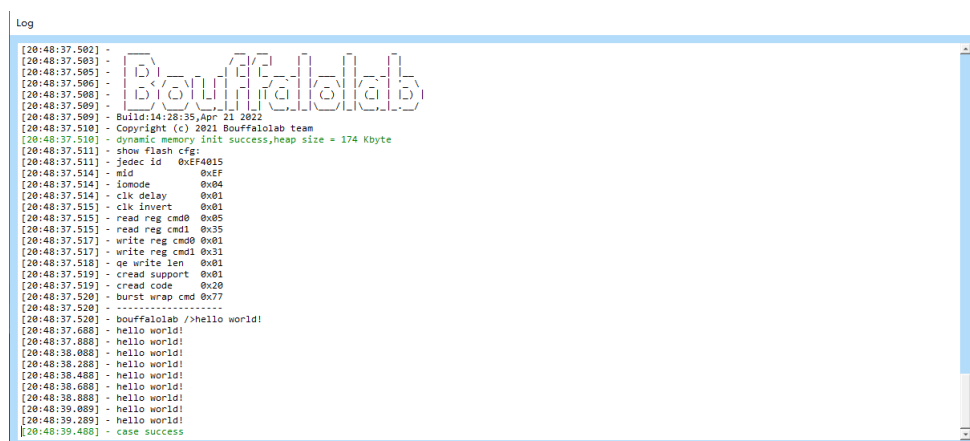 Log
[20:48:37.502] -
[20:48:37.503] -
[20:48:37.505] -
[20:48:37.506] -
[20:48:37.508] -
[20:48:37.509] -
Bouffalolab
[20:48:37.509] - Build:14:28:35,Apr 21 2022
[20:48:37.510] - Copyright (c) 2021 Bouffalolab team
[20:48:37.510] - dynamic memory init success,heap size = 174 Kbyte
[20:48:37.511] - show flash cfg:
[20:48:37.511] - jedec id   0xEF4015
[20:48:37.514] - mid            0xEF
[20:48:37.514] - iomode         0x04
[20:48:37.514] - clk delay      0x01
[20:48:37.515] - clk invert     0x01
[20:48:37.515] - read reg cmd0  0x05
[20:48:37.515] - read reg cmd1  0x35
[20:48:37.517] - write reg cmd0 0x01
[20:48:37.517] - write reg cmd1 0x31
[20:48:37.518] - qe write len   0x01
[20:48:37.519] - cread support  0x01
[20:48:37.519] - cread code     0x20
[20:48:37.520] - burst wrap cmd 0x77
[20:48:37.520] - -------------------
[20:48:37.520] - bouffalolab />hello world!
[20:48:37.688] - hello world!
[20:48:37.888] - hello world!
[20:48:38.088] - hello world!
[20:48:38.288] - hello world!
[20:48:38.488] - hello world!
[20:48:38.688] - hello world!
[20:48:38.888] - hello world!
[20:48:39.089] - hello world!
[20:48:39.289] - hello world!
[20:48:39.488] - case success